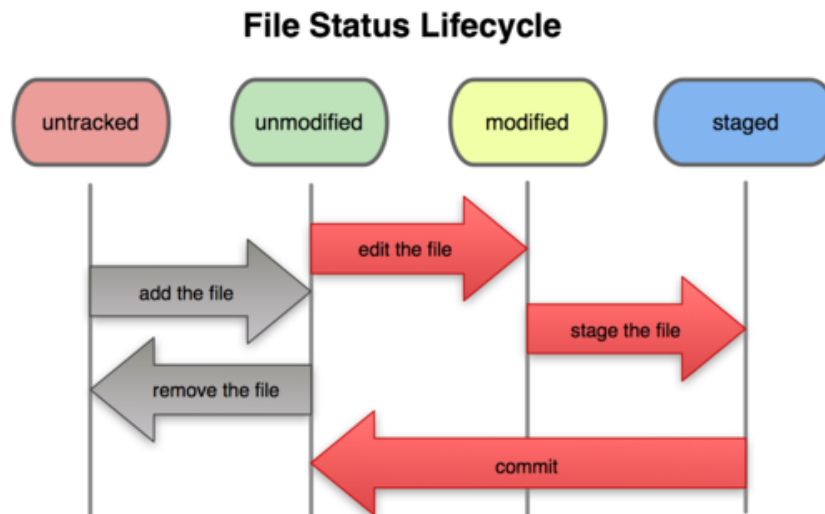 File Status Lifecycle
untracked
unmodified
modified
staged
edit the file
add the file
stage the file
remove the file
commit